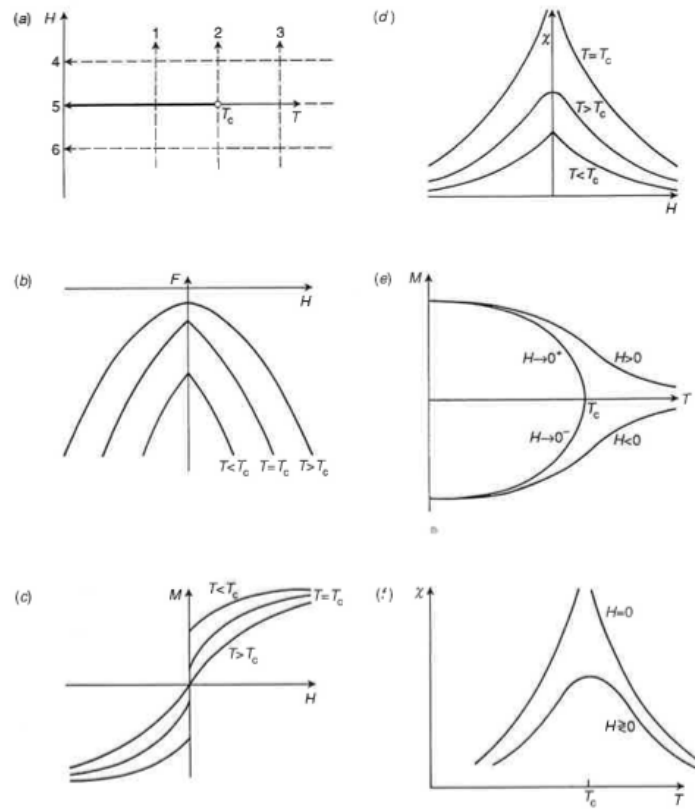 (a)
H
1
2
3
4
5
T_c
T
6
(b)
F
H
T<T_c T=T_c T>T_c
(c)
M
T<T_c
T=T_c
T>T_c
H
(d)
χ
T=T_c
T>T_c
T<T_c
H
(e)
M
H→0⁺
H>0
T_c
T
H→0⁻
H<0
(f)
χ
H=0
H≷0
T_c
T